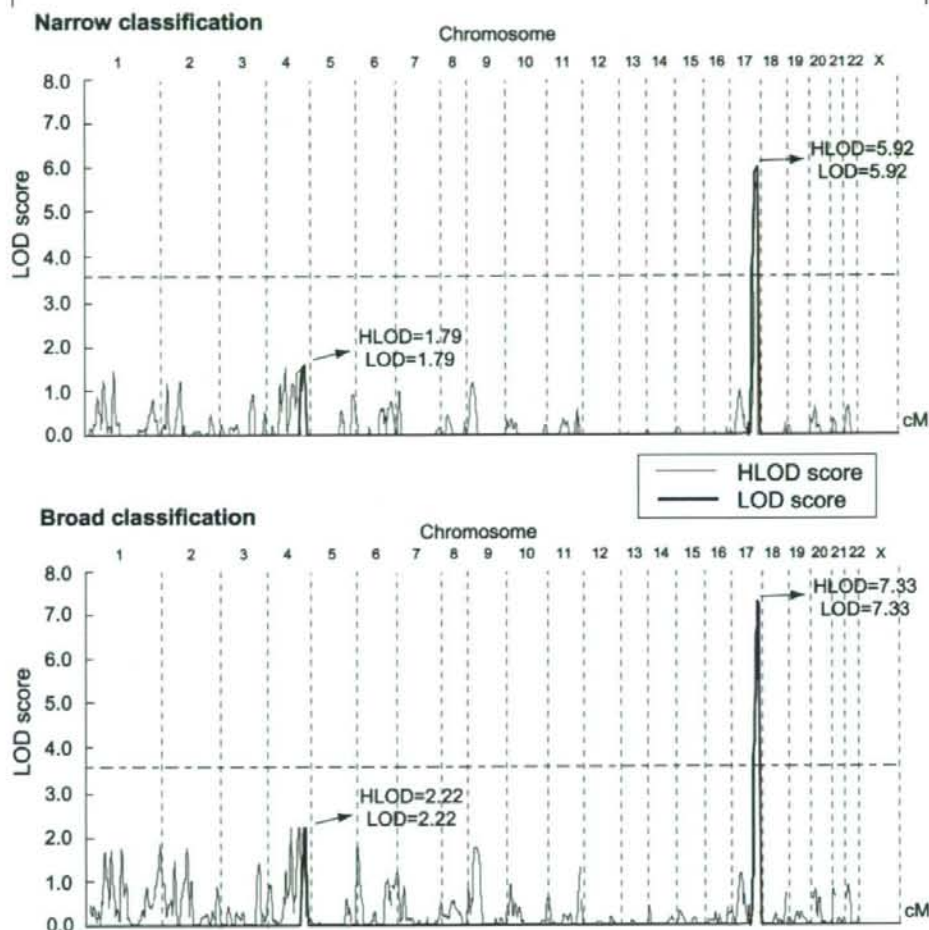 Narrow classification
Chromosome
1 2 3 4 5 6 7 8 9 10 11 12 13 14 15 16 17 18 19 20 21 22 X
8.0
7.0
6.0
5.0
4.0
3.0
2.0
1.0
0.0
LOD score
HLOD=5.92
LOD=5.92
HLOD=1.79
LOD=1.79
cM
HLOD score
LOD score
Broad classification
Chromosome
1 2 3 4 5 6 7 8 9 10 11 12 13 14 15 16 17 18 19 20 21 22 X
8.0
7.0
6.0
5.0
4.0
3.0
2.0
1.0
0.0
LOD score
HLOD=7.33
LOD=7.33
HLOD=2.22
LOD=2.22
cM